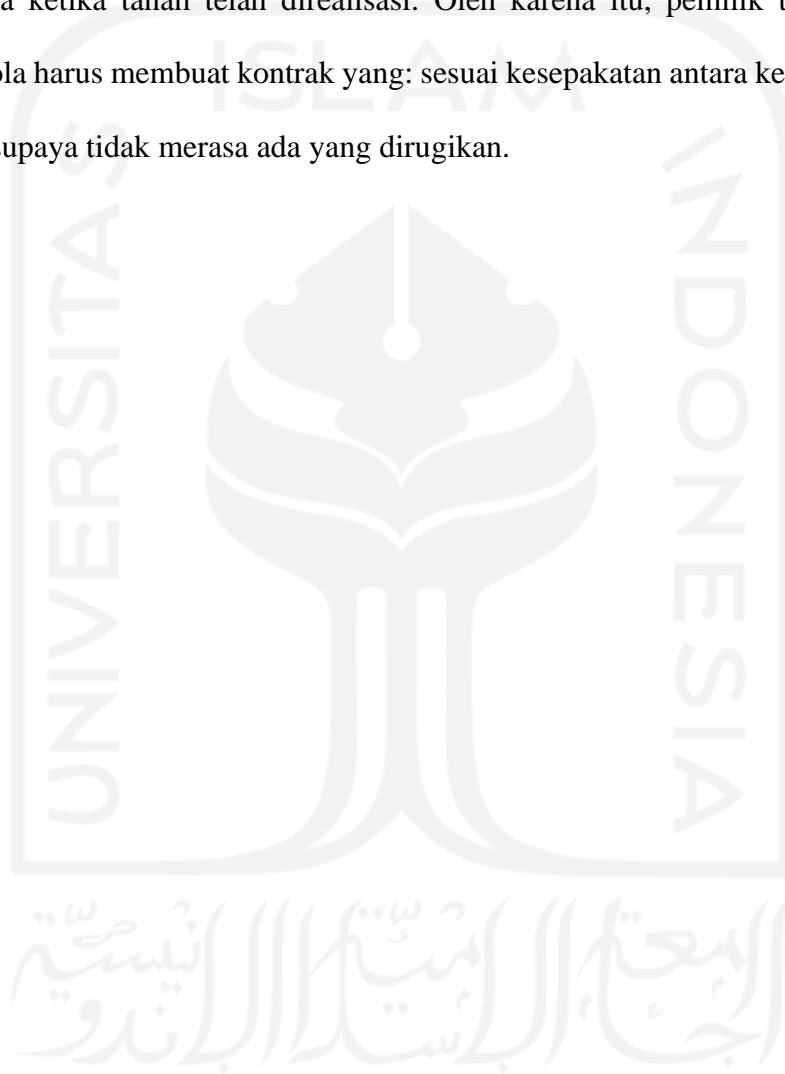 a ketika tanah telah direalisasi. Oleh karena itu, pemilik t
ola harus membuat kontrak yang: sesuai kesepakatan antara ke
supaya tidak merasa ada yang dirugikan.
ISLAM
UNIVERSITAS
INDONESIA